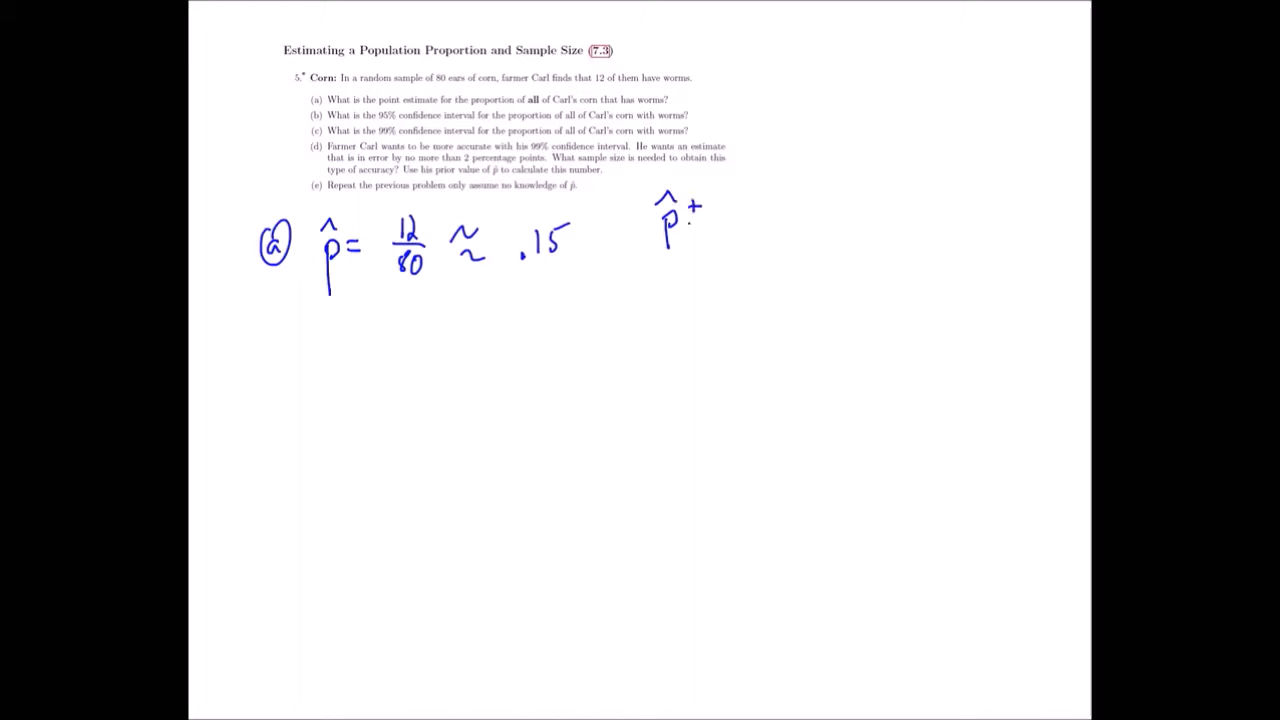 Estimating a Population Proportion and Sample Size (7.3)
5.* Corn: In a random sample of 80 ears of corn, farmer Carl finds that 12 of them have worms.
(a) What is the point estimate for the proportion of all of Carl's corn that has worms?
(b) What is the 95% confidence interval for the proportion of all of Carl's corn with worms?
(c) What is the 99% confidence interval for the proportion of all of Carl's corn with worms?
(d) Farmer Carl wants to be more accurate with his 99% confidence interval. He wants an estimate
that is in error by no more than 2 percentage points. What sample size is needed to obtain this
type of accuracy? Use his prior value of p̂ to calculate this number.
(e) Repeat the previous problem only assume no knowledge of p̂.
(a) p̂ = 12/80 ≈ .15
p̂ +